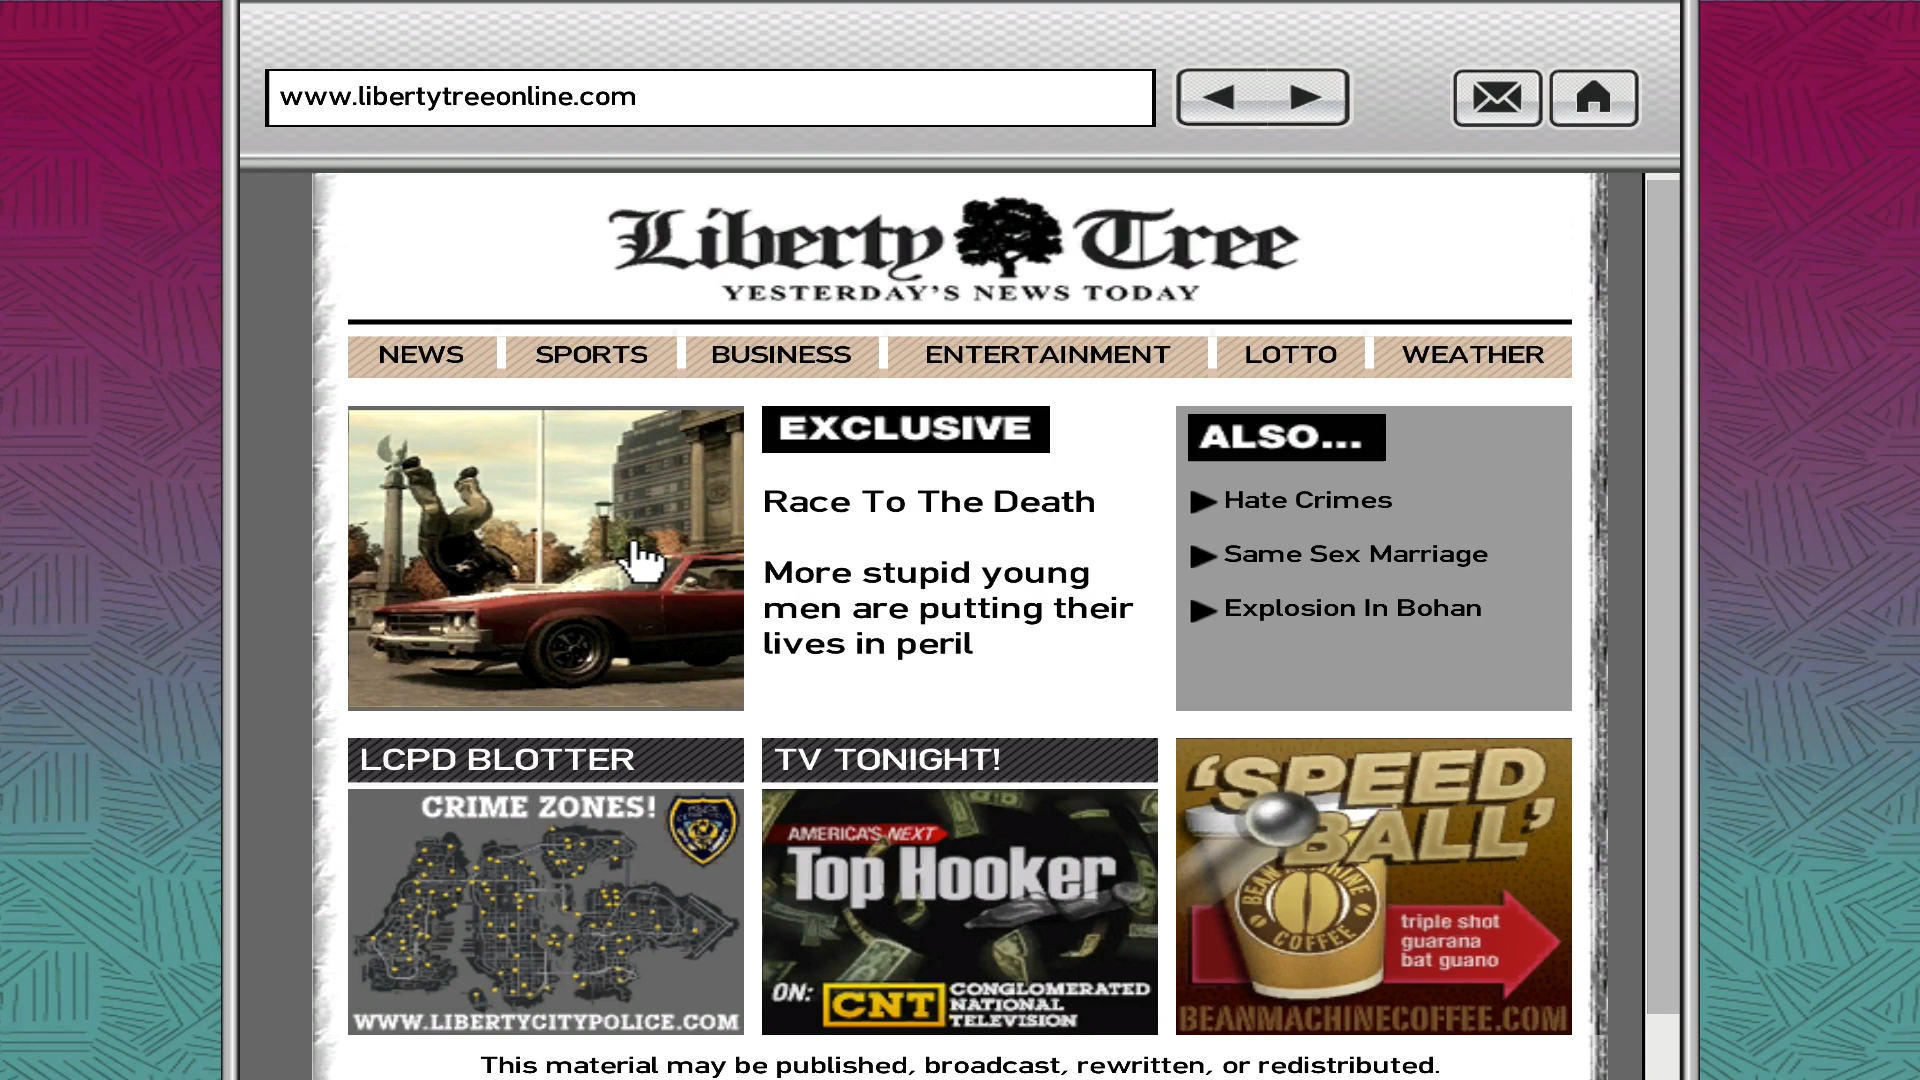 www.libertytreeonline.com
Liberty Tree
YESTERDAY'S NEWS TODAY
NEWS
SPORTS
BUSINESS
ENTERTAINMENT
LOTTO
WEATHER
EXCLUSIVE
Race To The Death
More stupid young
men are putting their
lives in peril
ALSO...
Hate Crimes
Same Sex Marriage
Explosion In Bohan
LCPD BLOTTER
CRIME ZONES!
WWW.LIBERTYCITYPOLICE.COM
TV TONIGHT!
AMERICA'S NEXT
Top Hooker
ON: CNT
CONGLOMERATED
NATIONAL
TELEVISION
'SPEED
BALL'
BEAN MACHINE
COFFEE
triple shot
guarana
bat guano
BEANMACHINECOFFEE.COM
This material may be published, broadcast, rewritten, or redistributed.